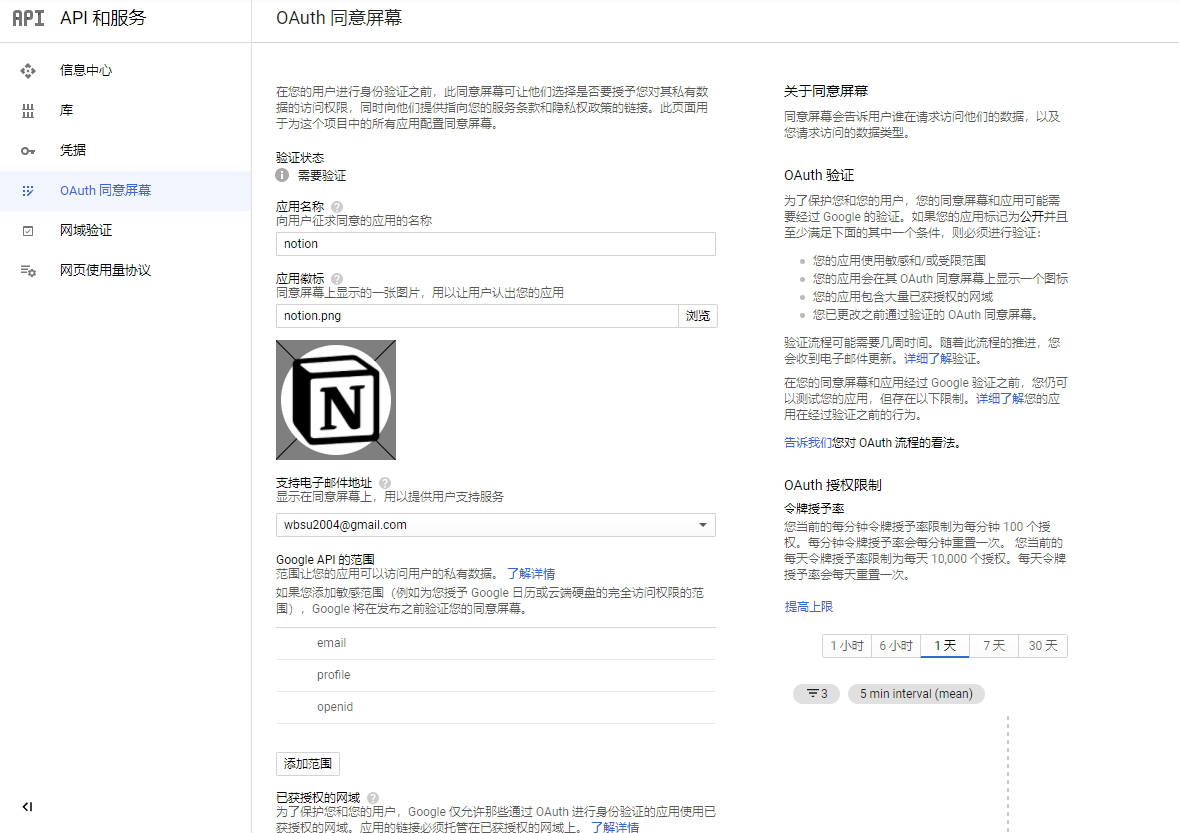 API API 和服务
OAuth 同意屏幕
信息中心
库
凭据
OAuth 同意屏幕
网域验证
网页使用量协议
在您的用户进行身份验证之前，此同意屏幕可让他们选择是否要授予您对其私有数
据的访问权限，同时向他们提供指向您的服务条款和隐私权政策的链接。此页面用
于为这个项目中的所有应用配置同意屏幕。
验证状态
需要验证
应用名称
向用户征求同意的应用的名称
notion
应用徽标
同意屏幕上显示的一张图片，用以让用户认出您的应用
notion.png
浏览
N
支持电子邮件地址
显示在同意屏幕上，用以提供用户支持服务
wbsu2004@gmail.com
Google API 的范围
范围让您的应用可以访问用户的私有数据。 了解详情
如果您添加敏感范围（例如为您授予 Google 日历或云端硬盘的完全访问权限的范
围），Google 将在发布之前验证您的同意屏幕。
email
profile
openid
添加范围
已获授权的网域
为了保护您和您的用户，Google 仅允许那些通过 OAuth 进行身份验证的应用使用已
获授权的网域。应用的链接必须托管在已获授权的网域上。 了解详情
关于同意屏幕
同意屏幕会告诉用户谁在请求访问他们的数据，以及
您请求访问的数据类型。
OAuth 验证
为了保护您和您的用户，您的同意屏幕和应用可能需
要经过 Google 的验证。如果您的应用标记为公开并且
至少满足下面的其中一个条件，则必须进行验证：
您的应用使用敏感和/或受限范围
您的应用会在其 OAuth 同意屏幕上显示一个图标
您的应用包含大量已获授权的网域
您已更改之前通过验证的 OAuth 同意屏幕。
验证流程可能需要几周时间。随着此流程的推进，您
会收到电子邮件更新。详细了解验证。
在您的同意屏幕和应用经过 Google 验证之前，您仍可
以测试您的应用，但存在以下限制。详细了解您的应
用在经过验证之前的行为。
告诉我们您对 OAuth 流程的看法。
OAuth 授权限制
令牌授予率
您当前的每分钟令牌授予率限制为每分钟 100 个授
权。每分钟令牌授予率会每分钟重置一次。 您当前的
每天令牌授予率限制为每天 10,000 个授权。每天令牌
授予率会每天重置一次。
提高上限
1 小时 6 小时 1 天 7 天 30 天
3 5 min interval (mean)